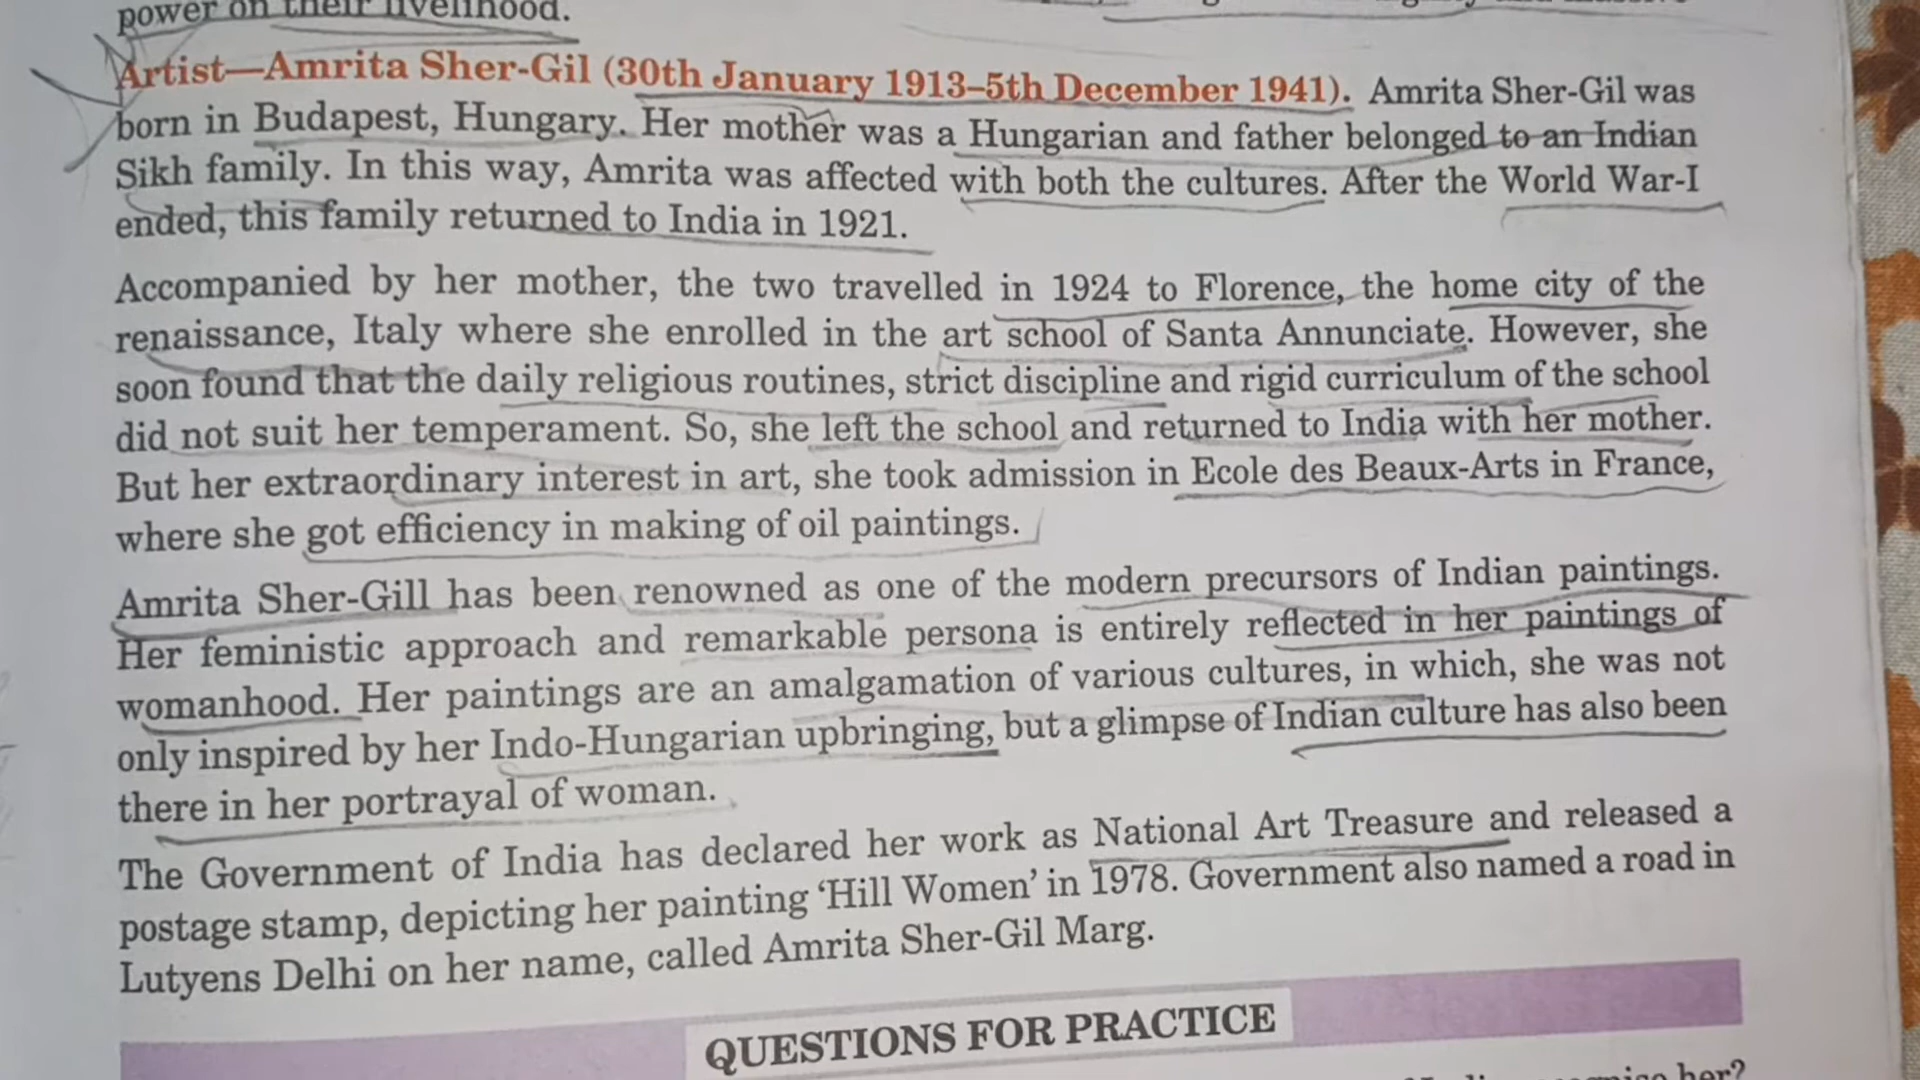 power on their livelihood.
Artist—Amrita Sher-Gil (30th January 1913–5th December 1941). Amrita Sher-Gil was
born in Budapest, Hungary. Her mother was a Hungarian and father belonged to an Indian
Sikh family. In this way, Amrita was affected with both the cultures. After the World War-I
ended, this family returned to India in 1921.
Accompanied by her mother, the two travelled in 1924 to Florence, the home city of the
renaissance, Italy where she enrolled in the art school of Santa Annunciate. However, she
soon found that the daily religious routines, strict discipline and rigid curriculum of the school
did not suit her temperament. So, she left the school and returned to India with her mother.
But her extraordinary interest in art, she took admission in Ecole des Beaux-Arts in France,
where she got efficiency in making of oil paintings.
Amrita Sher-Gill has been renowned as one of the modern precursors of Indian paintings.
Her feministic approach and remarkable persona is entirely reflected in her paintings of
womanhood. Her paintings are an amalgamation of various cultures, in which, she was not
only inspired by her Indo-Hungarian upbringing, but a glimpse of Indian culture has also been
there in her portrayal of woman.
The Government of India has declared her work as National Art Treasure and released a
postage stamp, depicting her painting ‘Hill Women’ in 1978. Government also named a road in
Lutyens Delhi on her name, called Amrita Sher-Gil Marg.
QUESTIONS FOR PRACTICE
her?